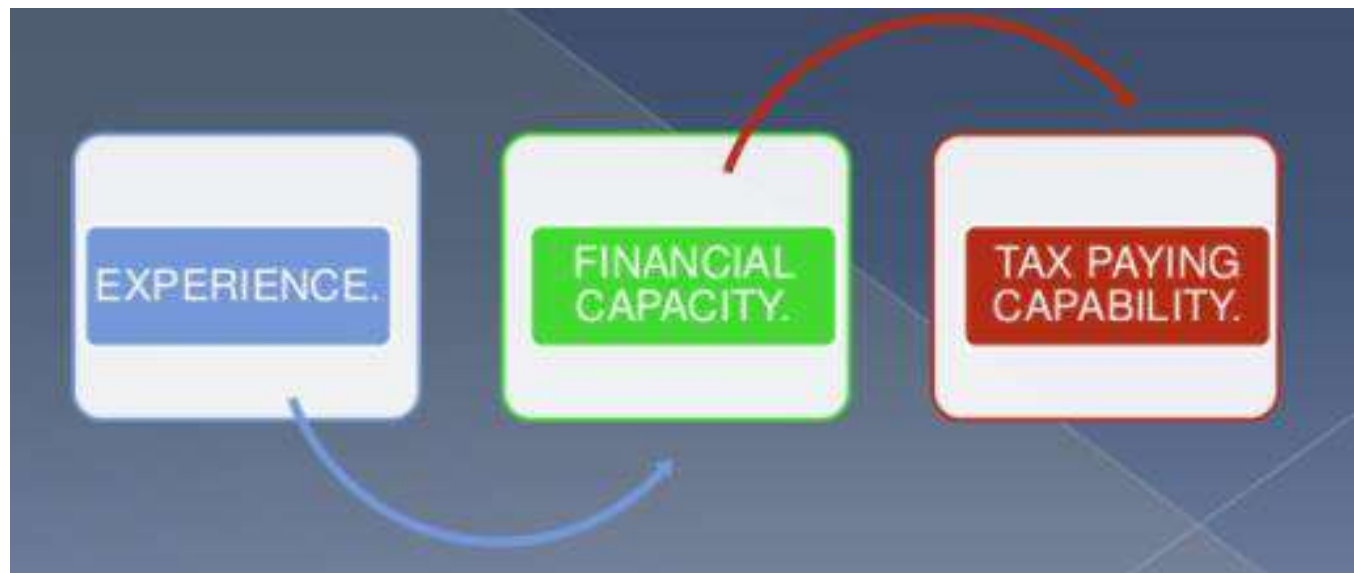 EXPERIENCE.
FINANCIAL
CAPACITY.
TAX PAYING
CAPABILITY.